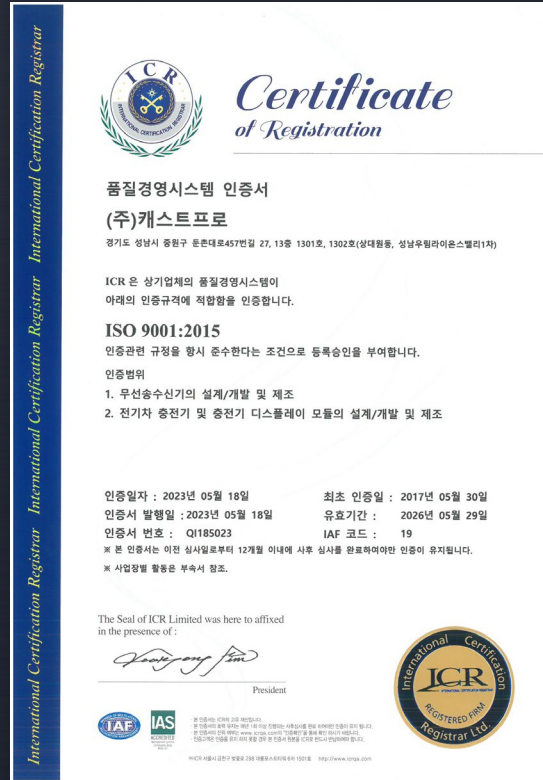 International Certification Registrar International Certification Registrar International Certification Registrar
ICR
INTERNATIONAL CERTIFICATION REGISTRAR
Certificate
of Registration
품질경영시스템 인증서
(주)캐스트프로
경기도 성남시 중원구 둔촌대로457번길 27, 13층 1301호, 1302호(상대원동, 성남우림라이온스밸리1차)
ICR 은 상기업체의 품질경영시스템이
아래의 인증규격에 적합함을 인증합니다.
ISO 9001:2015
인증관련 규정을 항시 준수한다는 조건으로 등록승인을 부여합니다.
인증범위
1. 무선송수신기의 설계/개발 및 제조
2. 전기차 충전기 및 충전기 디스플레이 모듈의 설계/개발 및 제조
인증일자 : 2023년 05월 18일 최초 인증일 : 2017년 05월 30일
인증서 발행일 :2023년 05월 18일 유효기간 : 2026년 05월 29일
인증서 번호 : QI185023 IAF 코드 : 19
※ 본 인증서는 이전 심사일로부터 12개월 이내에 사후 심사를 완료하여야만 인증이 유지됩니다.
※ 사업장별 활동은 부속서 참조.
The Seal of ICR Limited was here to affixed
in the presence of :
President
International Certification
ICR
REGISTERED FIRM
Registrar Ltd.
IAF
IAS
ACCREDITED
http://www.icrqa.com